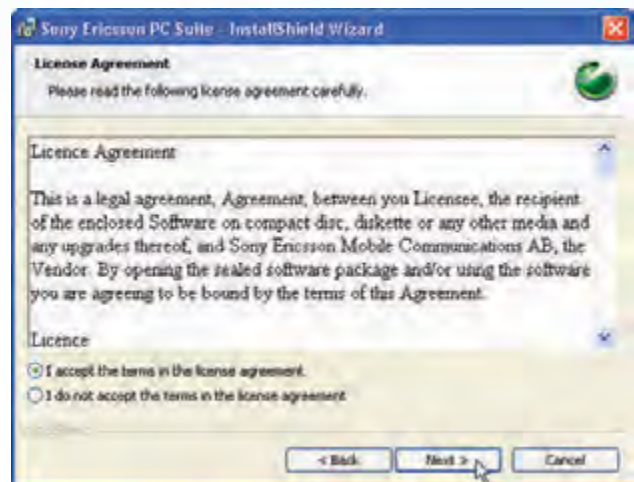 Sony Ericsson PC Suite - InstallShield Wizard
License Agreement
Please read the following license agreement carefully.
Licence Agreement
This is a legal agreement, Agreement, between you Licensee, the recipient
of the enclosed Software on compact disc, diskette or any other media and
any upgrades thereof, and Sony Ericsson Mobile Communications AB, the
Vendor. By opening the sealed software package and/or using the software
you are agreeing to be bound by the terms of this Agreement.
Licence
I accept the terms in the license agreement
I do not accept the terms in the license agreement
< Back
Next >
Cancel